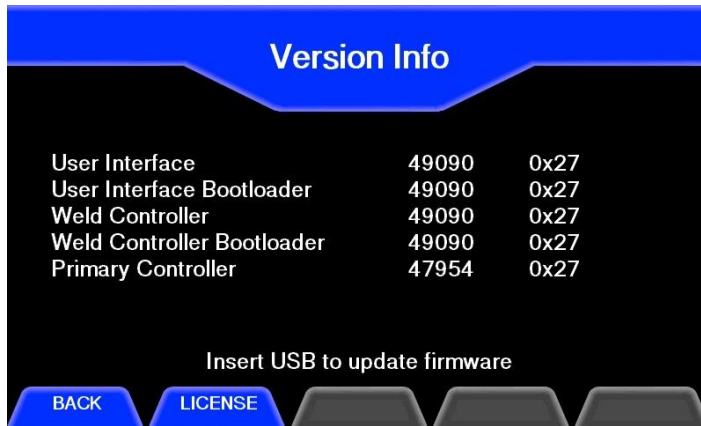 Version Info
User Interface 49090 0x27
User Interface Bootloader 49090 0x27
Weld Controller 49090 0x27
Weld Controller Bootloader 49090 0x27
Primary Controller 47954 0x27
Insert USB to update firmware
BACK LICENSE